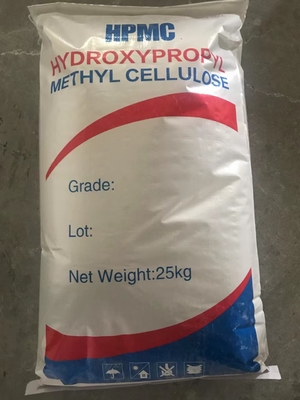 HPMC
HYDROXYPROPYL
METHYL CELLULOSE
Grade:
Lot:
Net Weight:25kg